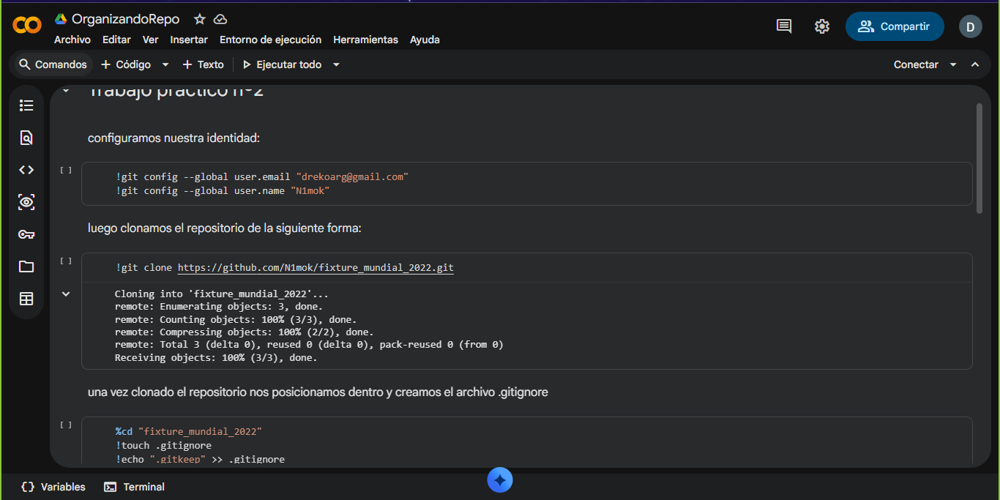 OrganizandoRepo
Archivo Editar Ver Insertar Entorno de ejecución Herramientas Ayuda
Compartir
D
Comandos + Código + Texto Ejecutar todo
Conectar
Trabajo práctico n°2
configuramos nuestra identidad:
[ ] !git config --global user.email "drekoarg@gmail.com"
!git config --global user.name "N1mok"
luego clonamos el repositorio de la siguiente forma:
[ ] !git clone https://github.com/N1mok/fixture_mundial_2022.git
Cloning into 'fixture_mundial_2022'...
remote: Enumerating objects: 3, done.
remote: Counting objects: 100% (3/3), done.
remote: Compressing objects: 100% (2/2), done.
remote: Total 3 (delta 0), reused 0 (delta 0), pack-reused 0 (from 0)
Receiving objects: 100% (3/3), done.
una vez clonado el repositorio nos posicionamos dentro y creamos el archivo .gitignore
[ ] %cd "fixture_mundial_2022"
!touch .gitignore
!echo ".gitkeep" >> .gitignore
{} Variables Terminal